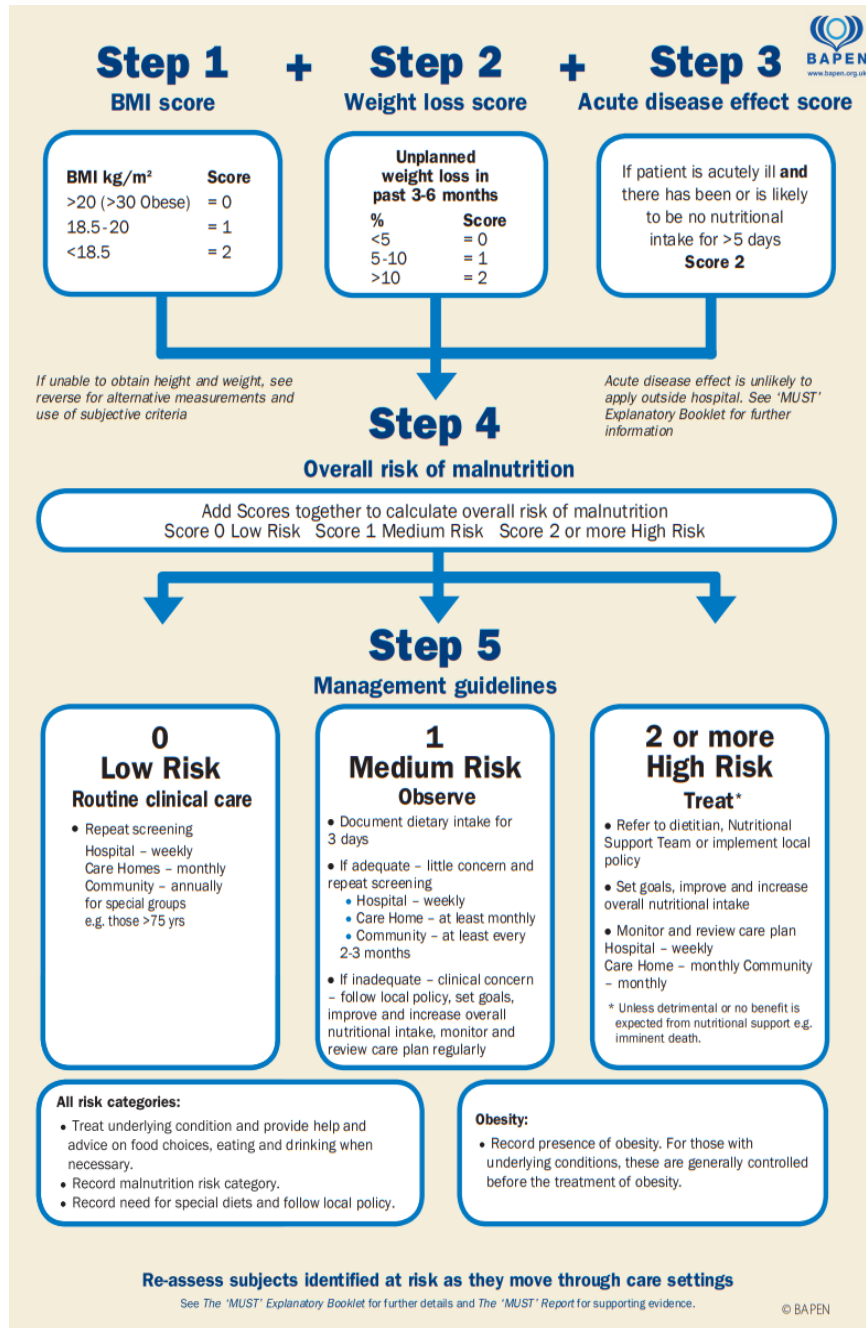 BAPEN
www.bapen.org.uk
Step 1 + Step 2 + Step 3
BMI score
Weight loss score
Acute disease effect score
BMI kg/m² Score
>20 (>30 Obese) = 0
18.5-20 = 1
<18.5 = 2
Unplanned
weight loss in
past 3-6 months
% Score
<5 = 0
5-10 = 1
>10 = 2
If patient is acutely ill and
there has been or is likely
to be no nutritional
intake for >5 days
Score 2
If unable to obtain height and weight, see
reverse for alternative measurements and
use of subjective criteria
Acute disease effect is unlikely to
apply outside hospital. See ‘MUST’
Explanatory Booklet for further
information
Step 4
Overall risk of malnutrition
Add Scores together to calculate overall risk of malnutrition
Score 0 Low Risk Score 1 Medium Risk Score 2 or more High Risk
Step 5
Management guidelines
0
Low Risk
Routine clinical care
• Repeat screening
Hospital – weekly
Care Homes – monthly
Community – annually
for special groups
e.g. those >75 yrs
1
Medium Risk
Observe
• Document dietary intake for
3 days
• If adequate – little concern and
repeat screening
• Hospital – weekly
• Care Home – at least monthly
• Community – at least every
2-3 months
• If inadequate – clinical concern
– follow local policy, set goals,
improve and increase overall
nutritional intake, monitor and
review care plan regularly
2 or more
High Risk
Treat*
• Refer to dietitian, Nutritional
Support Team or implement local
policy
• Set goals, improve and increase
overall nutritional intake
• Monitor and review care plan
Hospital – weekly
Care Home – monthly Community
– monthly
* Unless detrimental or no benefit is
expected from nutritional support e.g.
imminent death.
All risk categories:
• Treat underlying condition and provide help and
advice on food choices, eating and drinking when
necessary.
• Record malnutrition risk category.
• Record need for special diets and follow local policy.
Obesity:
• Record presence of obesity. For those with
underlying conditions, these are generally controlled
before the treatment of obesity.
Re-assess subjects identified at risk as they move through care settings
See The ‘MUST’ Explanatory Booklet for further details and The ‘MUST’ Report for supporting evidence.
© BAPEN